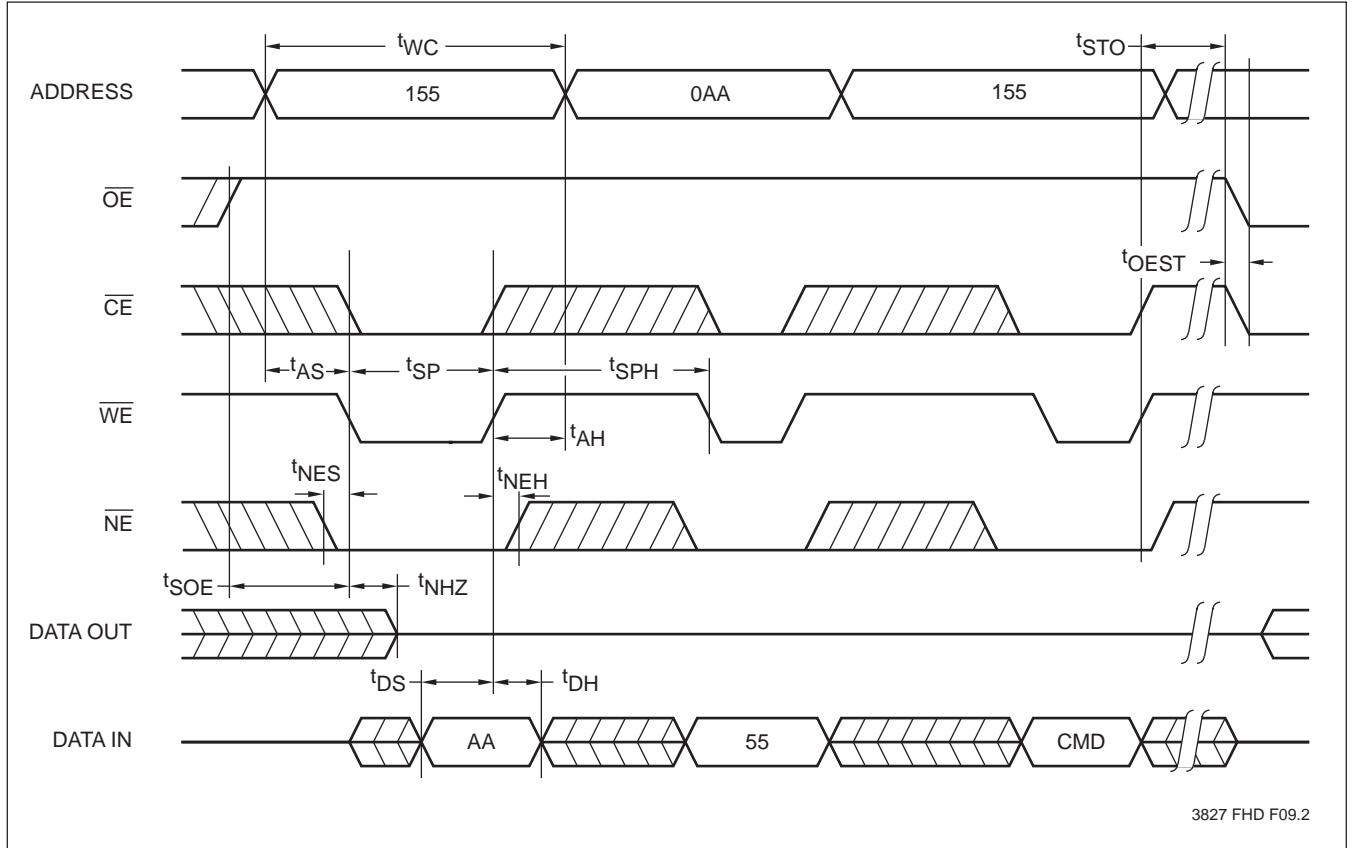 tWC
tSTO
ADDRESS
155
0AA
155
OE
tOEST
CE
tAS
tSP
tSPH
WE
tAH
tNES
tNEH
NE
tSOE
tNHZ
DATA OUT
tDS
tDH
DATA IN
AA
55
CMD
3827 FHD F09.2